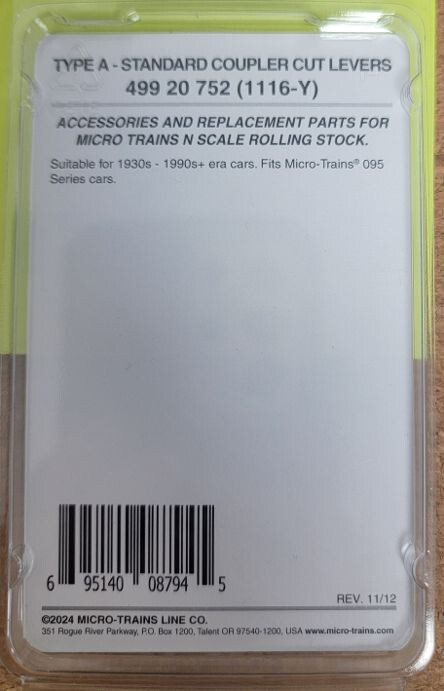 TYPE A - STANDARD COUPLER CUT LEVERS
499 20 752 (1116-Y)
ACCESSORIES AND REPLACEMENT PARTS FOR
MICRO TRAINS N SCALE ROLLING STOCK.
Suitable for 1930s - 1990s+ era cars. Fits Micro-Trains® 095
Series cars.
6 95140 08794 5
REV. 11/12
©2024 MICRO-TRAINS LINE CO.
351 Rogue River Parkway, P.O. Box 1200, Talent OR 97540-1200, USA www.micro-trains.com